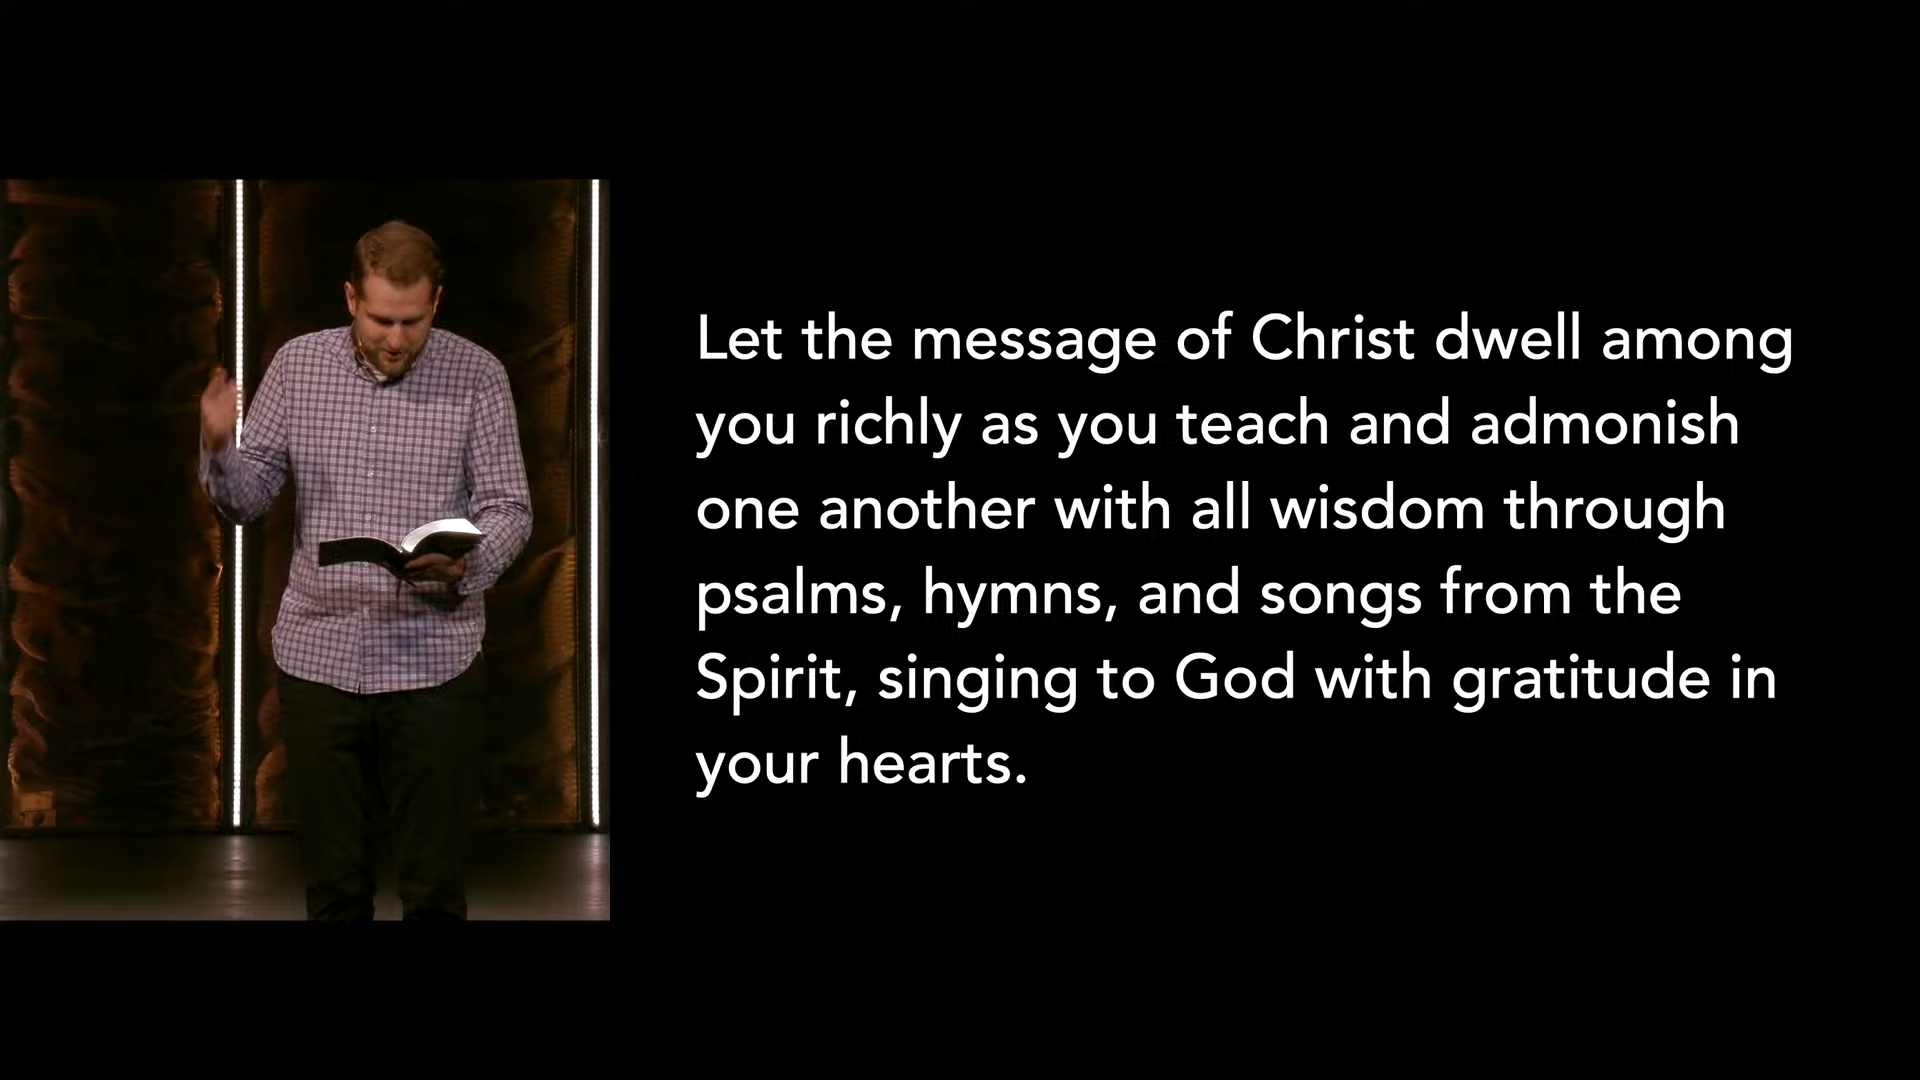 Let the message of Christ dwell among
you richly as you teach and admonish
one another with all wisdom through
psalms, hymns, and songs from the
Spirit, singing to God with gratitude in
your hearts.